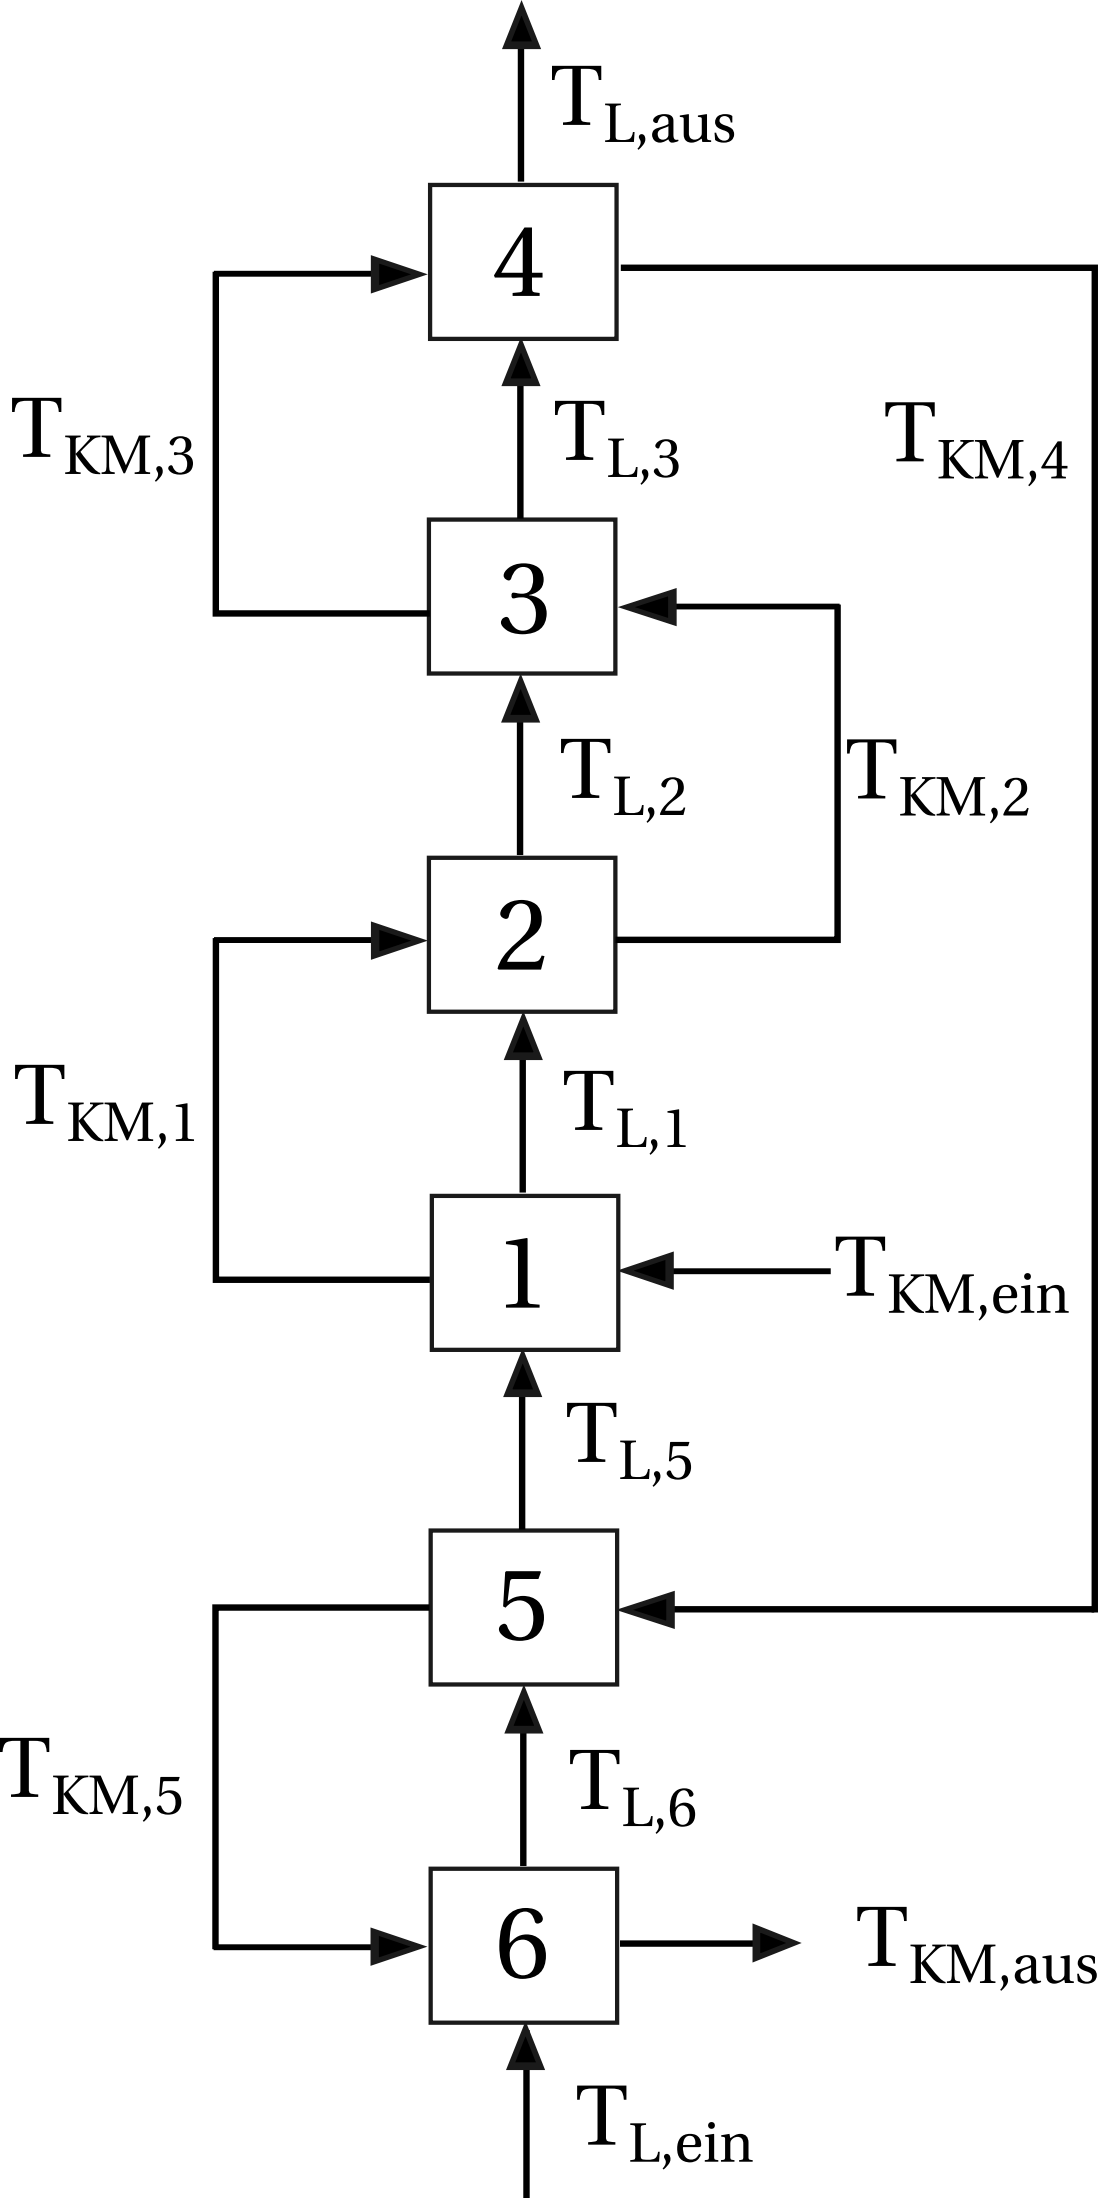 T_L,aus
4
T_KM,3
T_L,3
T_KM,4
3
T_L,2
T_KM,2
2
T_KM,1
T_L,1
1
T_KM,ein
T_L,5
5
T_KM,5
T_L,6
6
T_KM,aus
T_L,ein